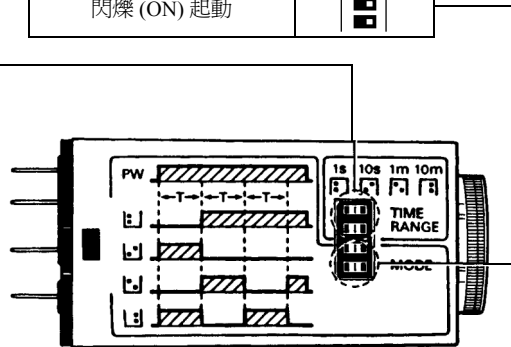 閃爍 (ON) 起動
1s 10s 1m 10m
PW
T T T
TIME
RANGE
MODE